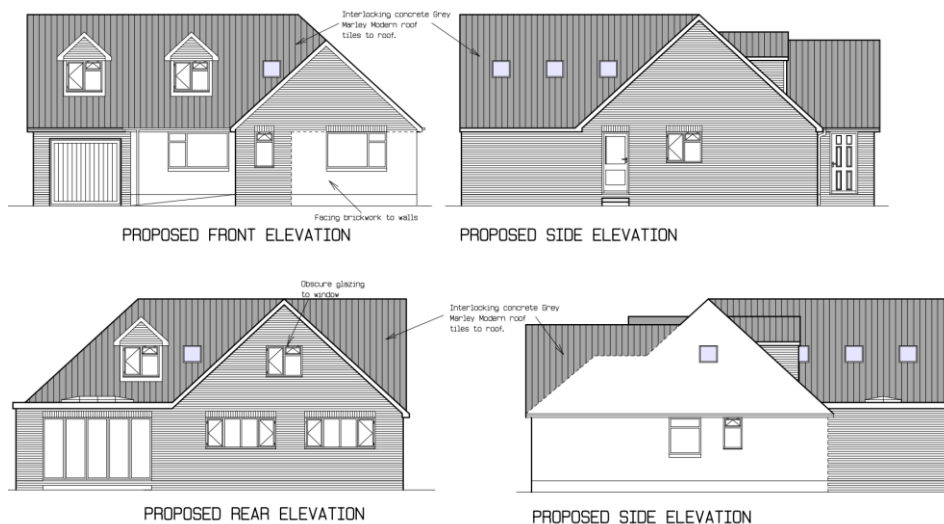 Interlocking concrete Grey
Marley Modern roof
tiles to roof.
Facing brickwork to walls
PROPOSED FRONT ELEVATION
PROPOSED SIDE ELEVATION
Obscure glazing
to window
Interlocking concrete Grey
Marley Modern roof
tiles to roof.
PROPOSED REAR ELEVATION
PROPOSED SIDE ELEVATION